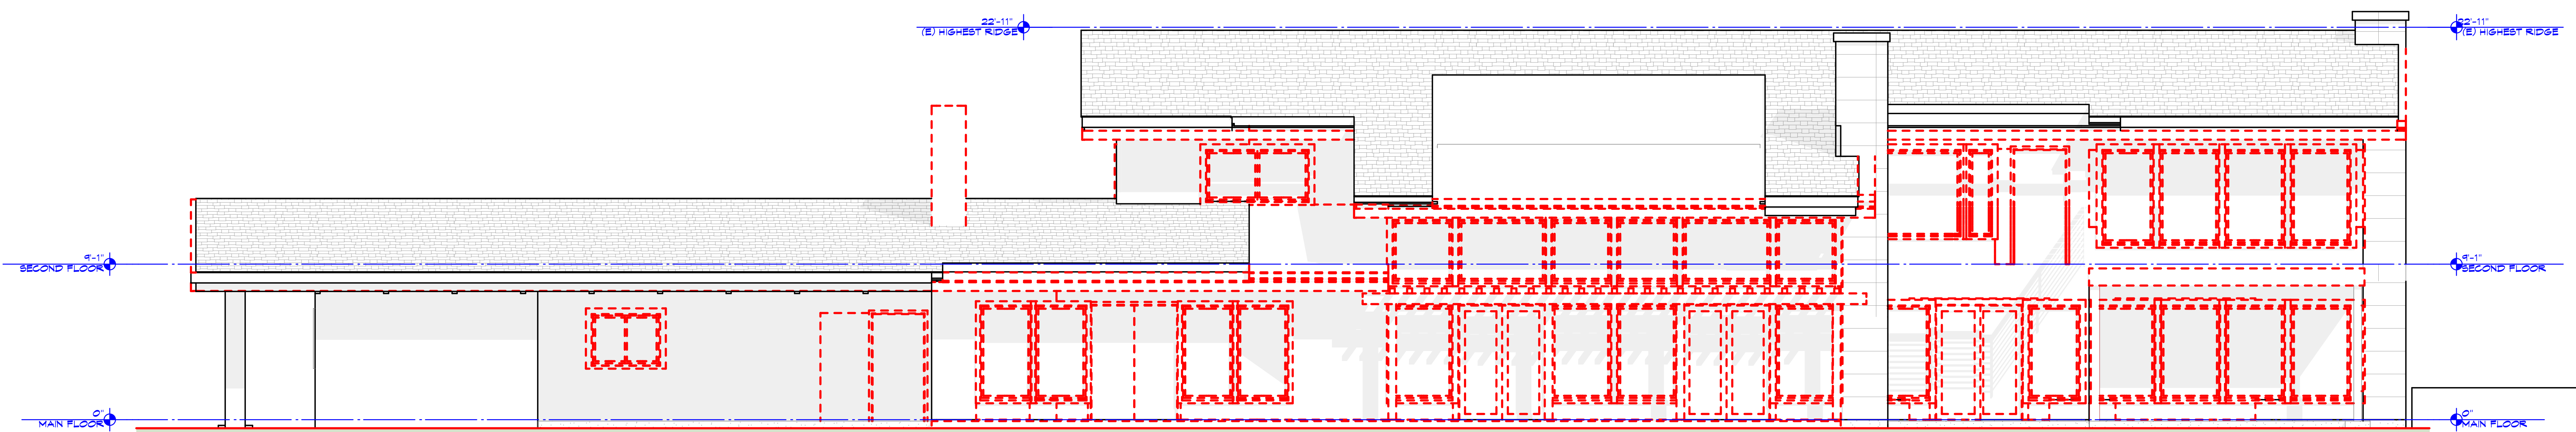 22'-11"
(E) HIGHEST RIDGE
22'-11"
(E) HIGHEST RIDGE
9'-1"
SECOND FLOOR
9'-1"
SECOND FLOOR
0"
MAIN FLOOR
0"
MAIN FLOOR